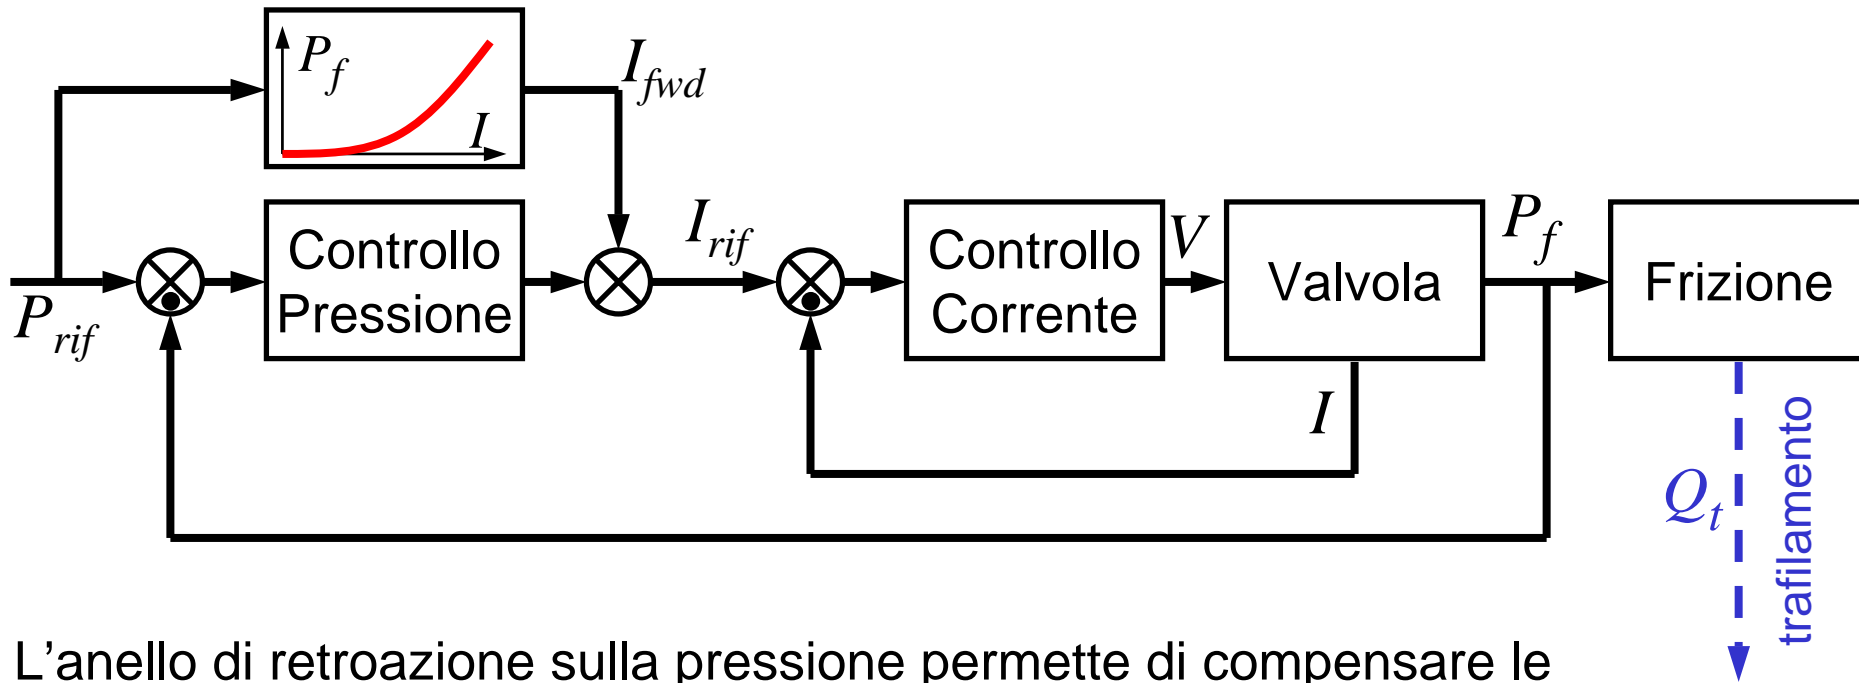 P_f
I
I_fwd
P_rif
Controllo
Pressione
I_rif
Controllo
Corrente
V
Valvola
P_f
Frizione
I
Q_t
trafilamento
L'anello di retroazione sulla pressione permette di compensare le